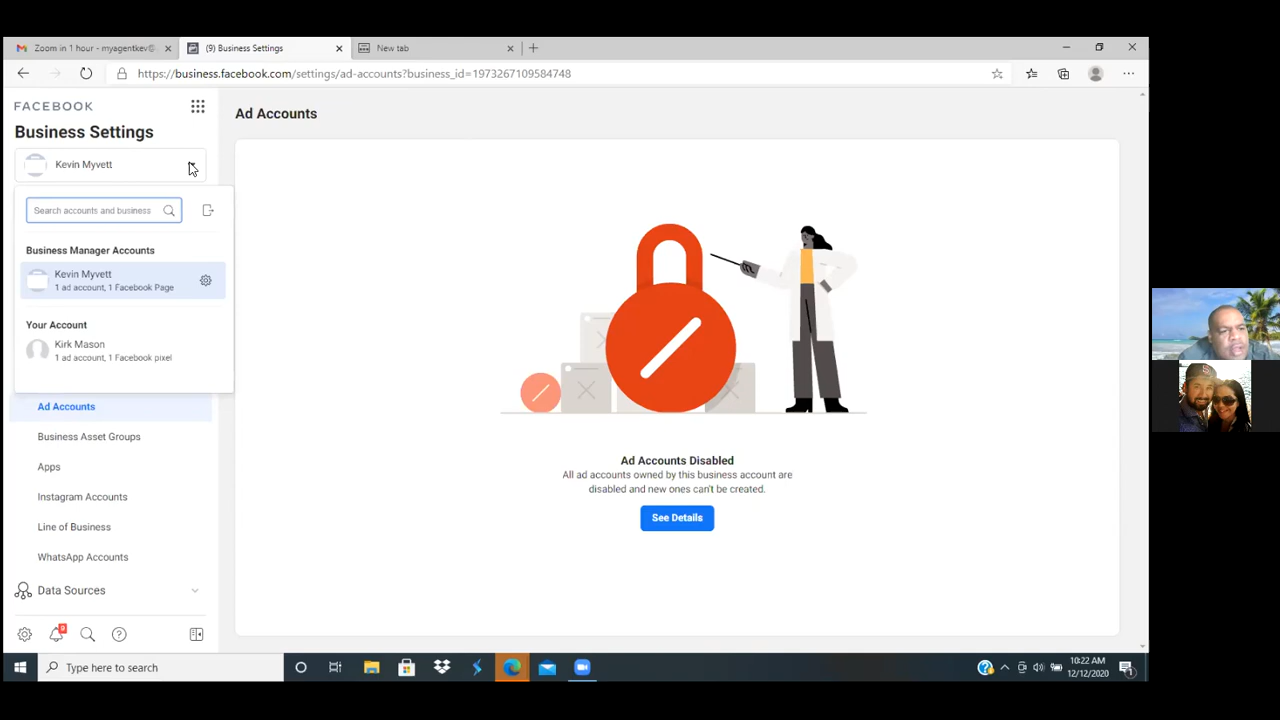 Zoom in 1 hour - myagentkev@
(9) Business Settings
New tab
https://business.facebook.com/settings/ad-accounts?business_id=1973267109584748
FACEBOOK
Business Settings
Kevin Myvett
Search accounts and business
Business Manager Accounts
Kevin Myvett
1 ad account, 1 Facebook Page
Your Account
Kirk Mason
1 ad account, 1 Facebook pixel
Ad Accounts
Business Asset Groups
Apps
Instagram Accounts
Line of Business
WhatsApp Accounts
Data Sources
9
Ad Accounts
Ad Accounts Disabled
All ad accounts owned by this business account are
disabled and new ones can't be created.
See Details
Type here to search
10:22 AM
12/12/2020
1